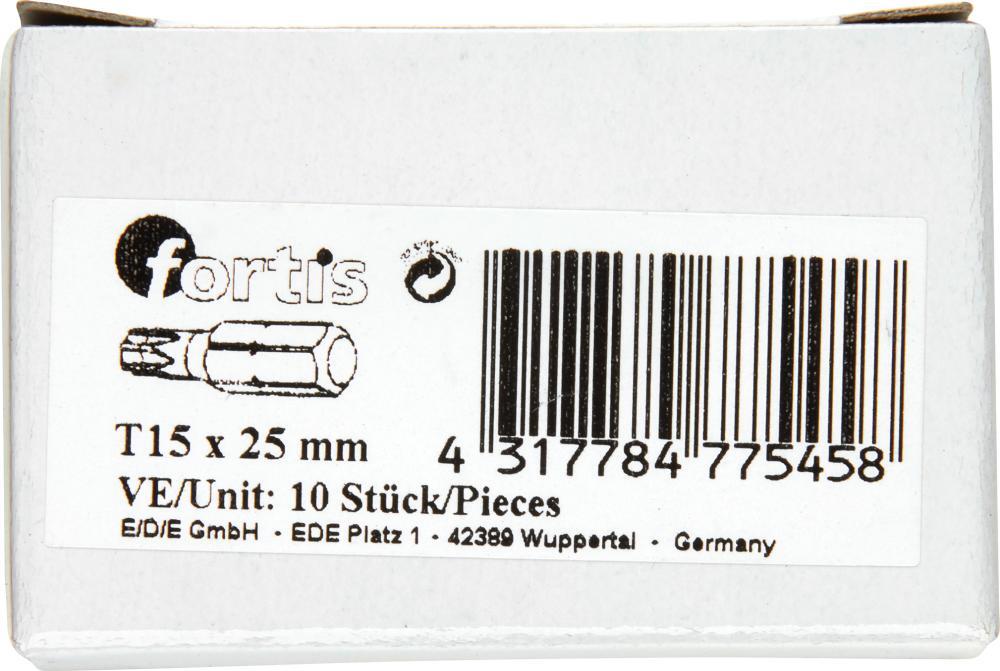 fortis
T15 x 25 mm
4 317784 775458
VE/Unit: 10 Stück/Pieces
E/D/E GmbH - EDE Platz 1 - 42389 Wuppertal - Germany